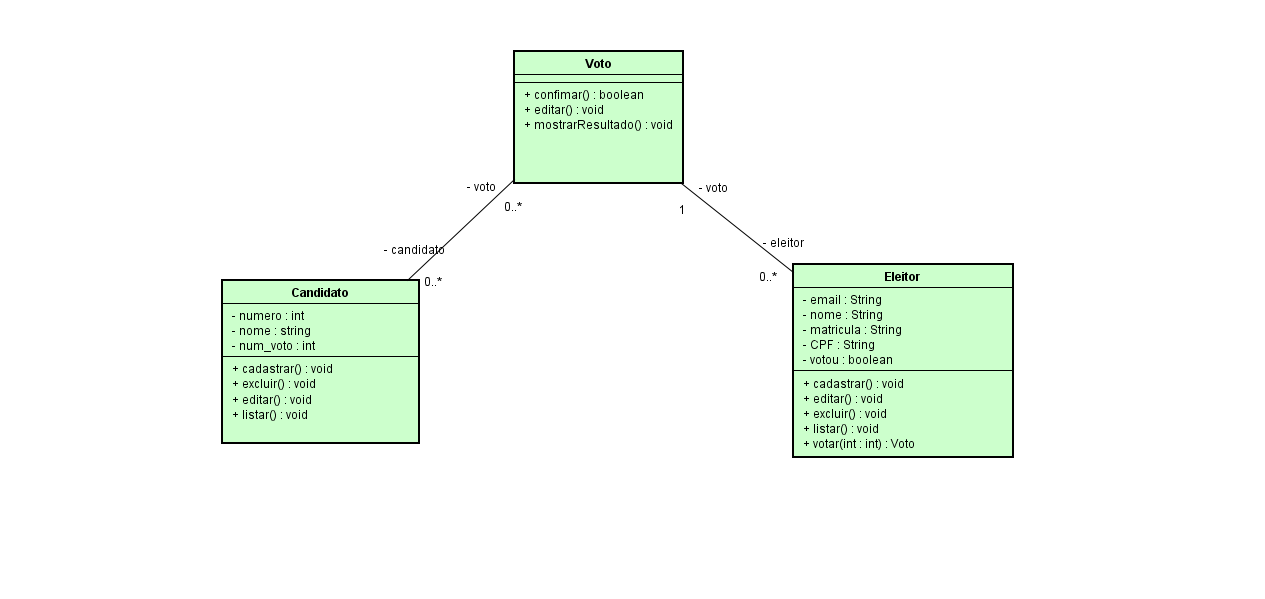 Voto
+ confimar() : boolean
+ editar() : void
+ mostrarResultado() : void
- voto
0..*
- candidato
0..*
- voto
1
- eleitor
0..*
Candidato
- numero : int
- nome : string
- num_voto : int
+ cadastrar() : void
+ excluir() : void
+ editar() : void
+ listar() : void
Eleitor
- email : String
- nome : String
- matricula : String
- CPF : String
- votou : boolean
+ cadastrar() : void
+ editar() : void
+ excluir() : void
+ listar() : void
+ votar(int : int) : Voto